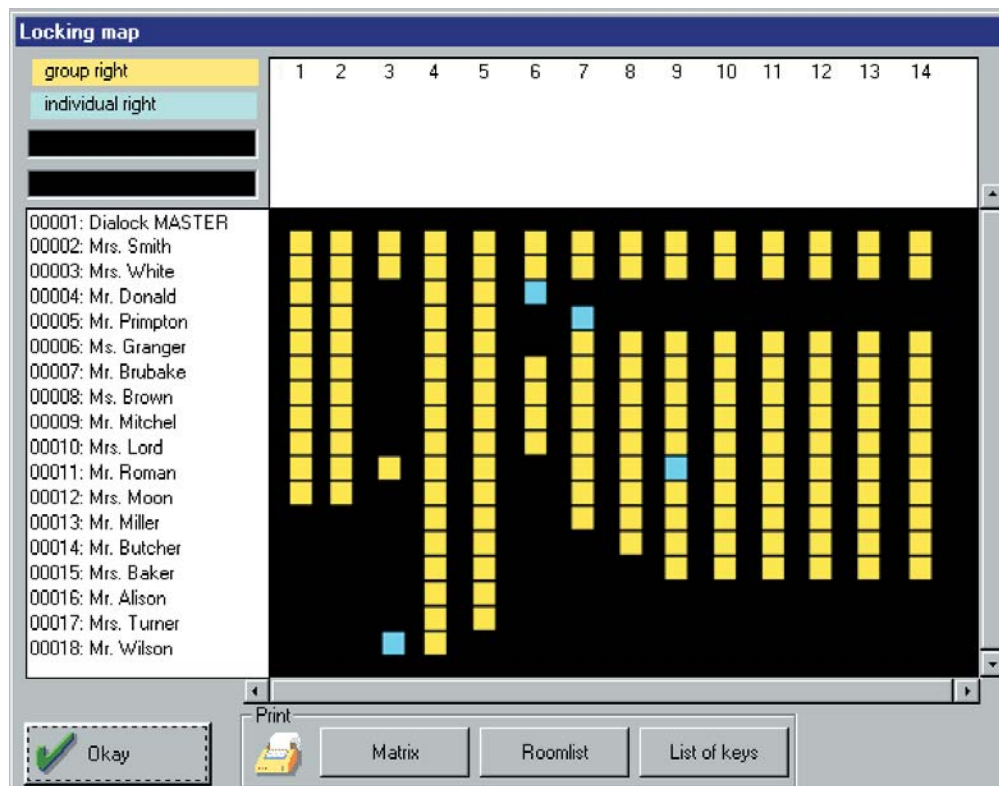 Locking map
group right
individual right
1 2 3 4 5 6 7 8 9 10 11 12 13 14
00001: Dialock MASTER
00002: Mrs. Smith
00003: Mrs. White
00004: Mr. Donald
00005: Mr. Primpton
00006: Ms. Granger
00007: Mr. Brubake
00008: Ms. Brown
00009: Mr. Mitchel
00010: Mrs. Lord
00011: Mr. Roman
00012: Mrs. Moon
00013: Mr. Miller
00014: Mr. Butcher
00015: Mrs. Baker
00016: Mr. Alison
00017: Mrs. Turner
00018: Mr. Wilson
Print
Okay
Matrix
Roomlist
List of keys